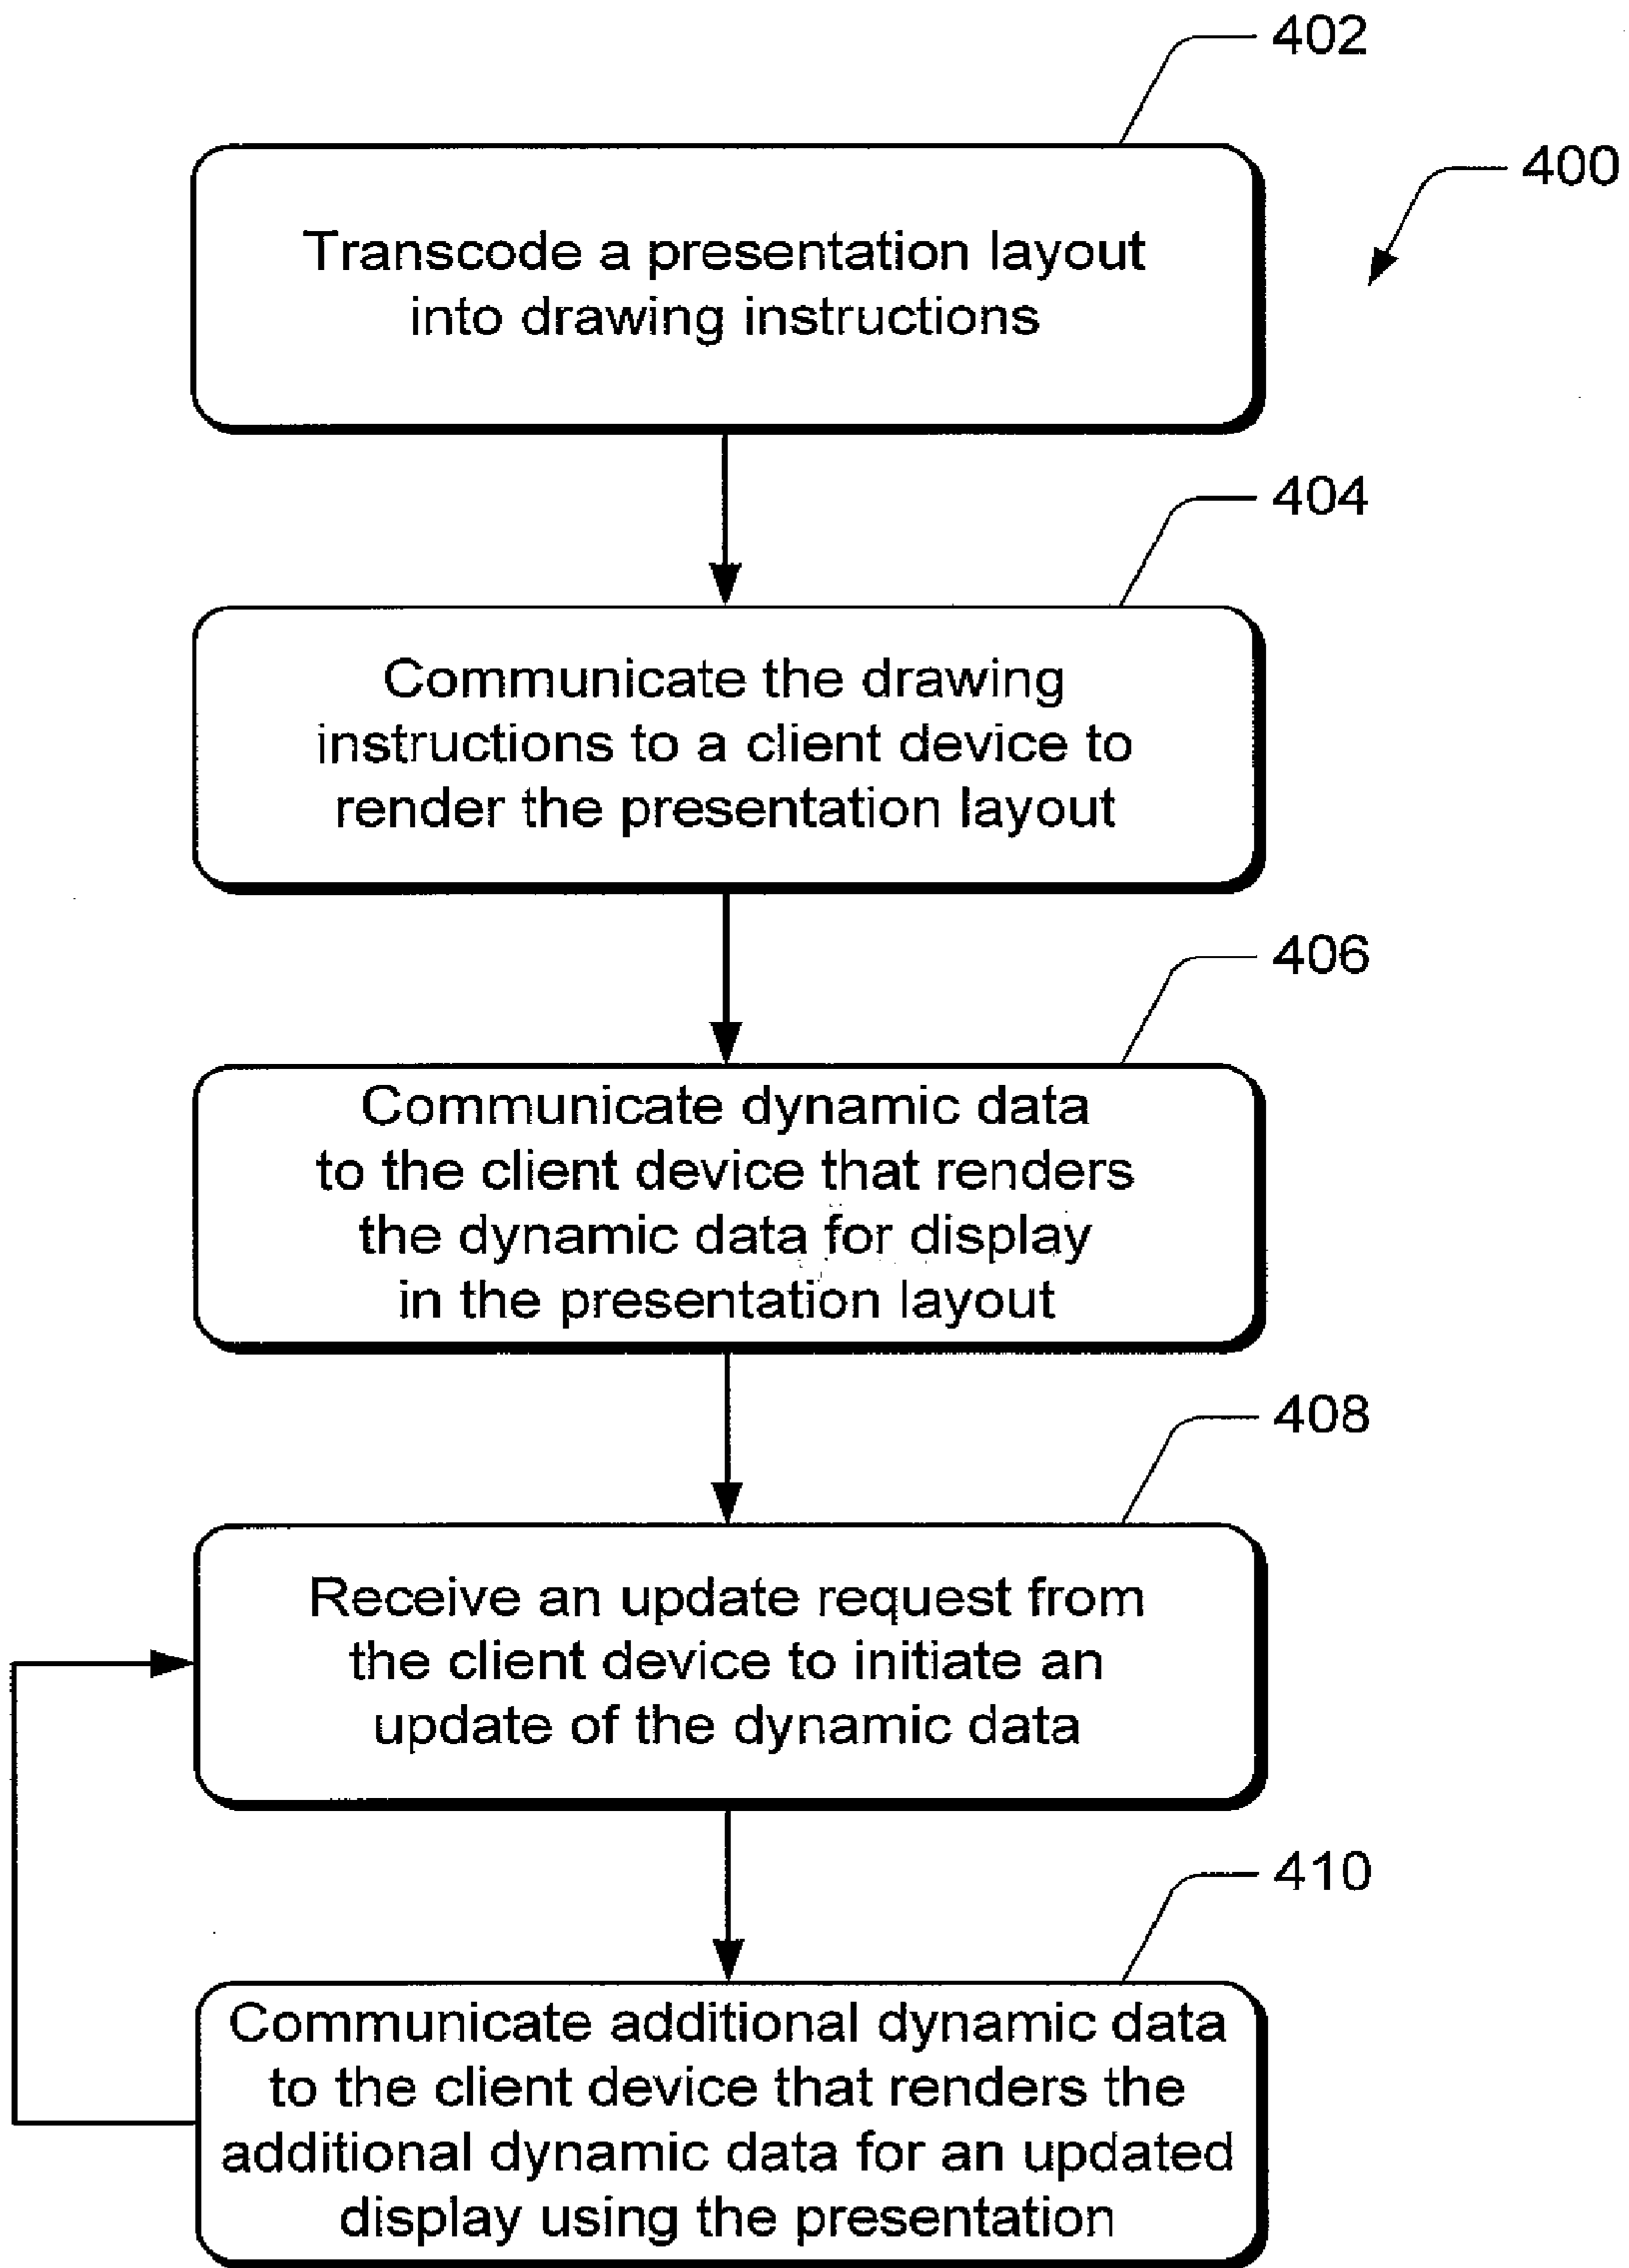 402
400
Transcode a presentation layout
into drawing instructions
404
Communicate the drawing
instructions to a client device to
render the presentation layout
406
Communicate dynamic data
to the client device that renders
the dynamic data for display
in the presentation layout
408
Receive an update request from
the client device to initiate an
update of the dynamic data
410
Communicate additional dynamic data
to the client device that renders the
additional dynamic data for an updated
display using the presentation